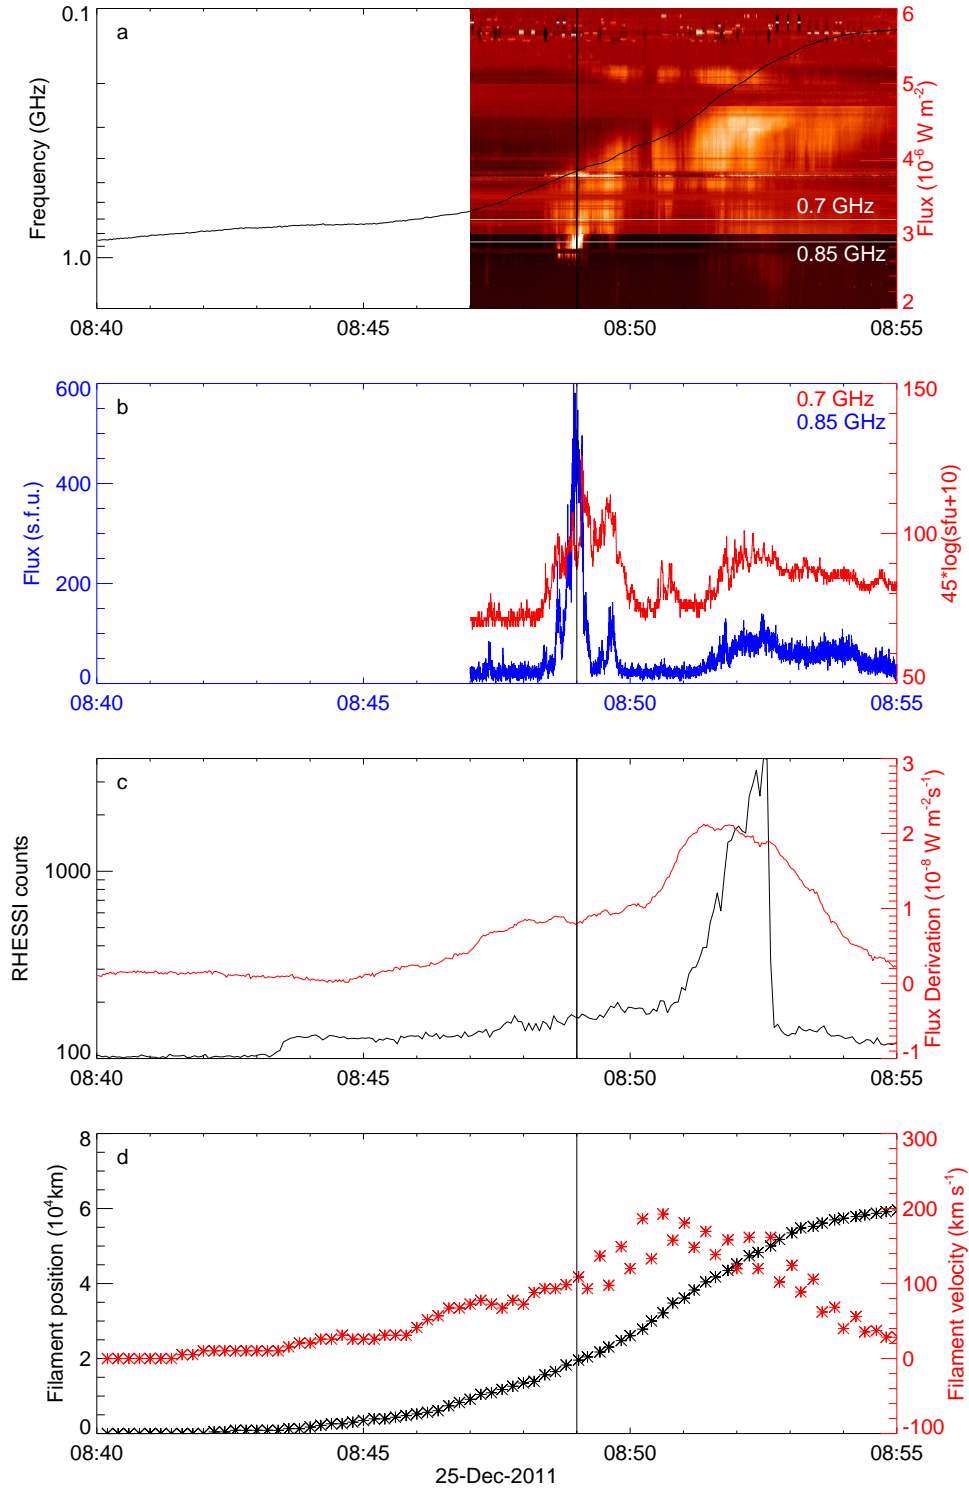 a
0.1
1.0
Frequency (GHz)
0.7 GHz
0.85 GHz
6
5
4
3
2
Flux (10⁻⁶ W m⁻²)
08:40
08:45
08:50
08:55
b
600
400
200
0
Flux (s.f.u.)
0.7 GHz
0.85 GHz
150
100
50
45*log(sfu+10)
08:40
08:45
08:50
08:55
c
1000
100
RHESSI counts
3
2
1
0
-1
Flux Derivation (10⁻⁸ W m⁻²s⁻¹)
08:40
08:45
08:50
08:55
d
8
6
4
2
0
Filament position (10⁴km)
300
200
100
0
-100
Filament velocity (km s⁻¹)
08:40
08:45
08:50
08:55
25-Dec-2011